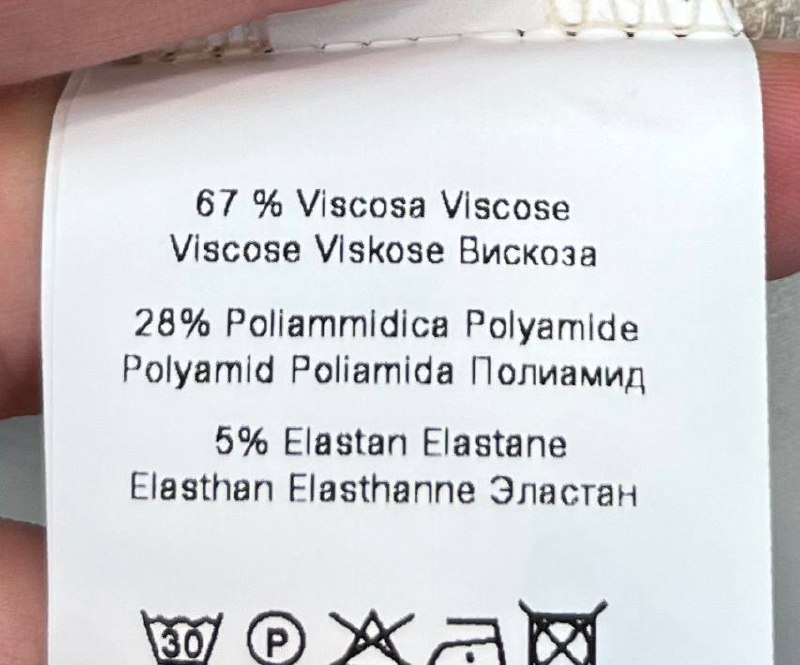 67 % Viscosa Viscose
Viscose Viskose Вискоза
28% Poliammidica Polyamide
Polyamid Poliamida Полиамид
5% Elastan Elastane
Elasthan Elasthanne Эластан
30 P